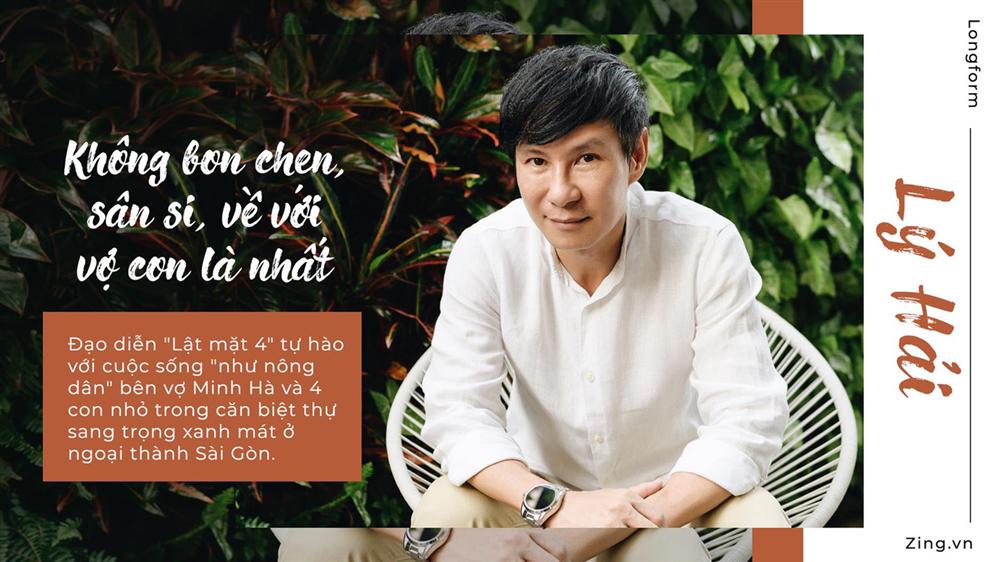 Không bon chen,
sân si, về với
vợ con là nhất
Đạo diễn "Lật mặt 4" tự hào
với cuộc sống "như nông
dân" bên vợ Minh Hà và 4
con nhỏ trong căn biệt thự
sang trọng xanh mát ở
ngoại thành Sài Gòn.
Longform
Lý Hải
Zing.vn